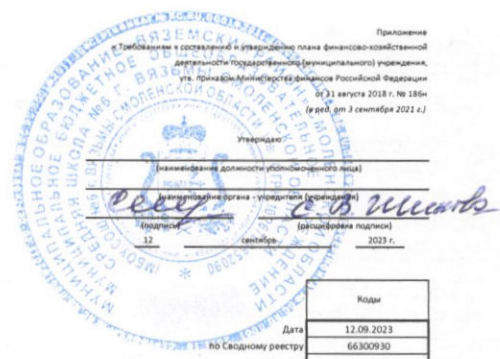 Приложение
к Требованиям к составлению и утверждению плана финансово-хозяйственной
деятельности государственного (муниципального) учреждения,
утв. приказом Министерства финансов Российской Федерации
от 31 августа 2018 г. № 186н
(в ред. от 3 сентября 2021 г.)
Утверждаю
(наименование должности уполномоченного лица)
(наименование органа - учредителя (учреждения)
(подпись) (расшифровка подписи)
12 сентябрь 2023 г.
Коды
Дата 12.09.2023
по Сводному реестру 66300930